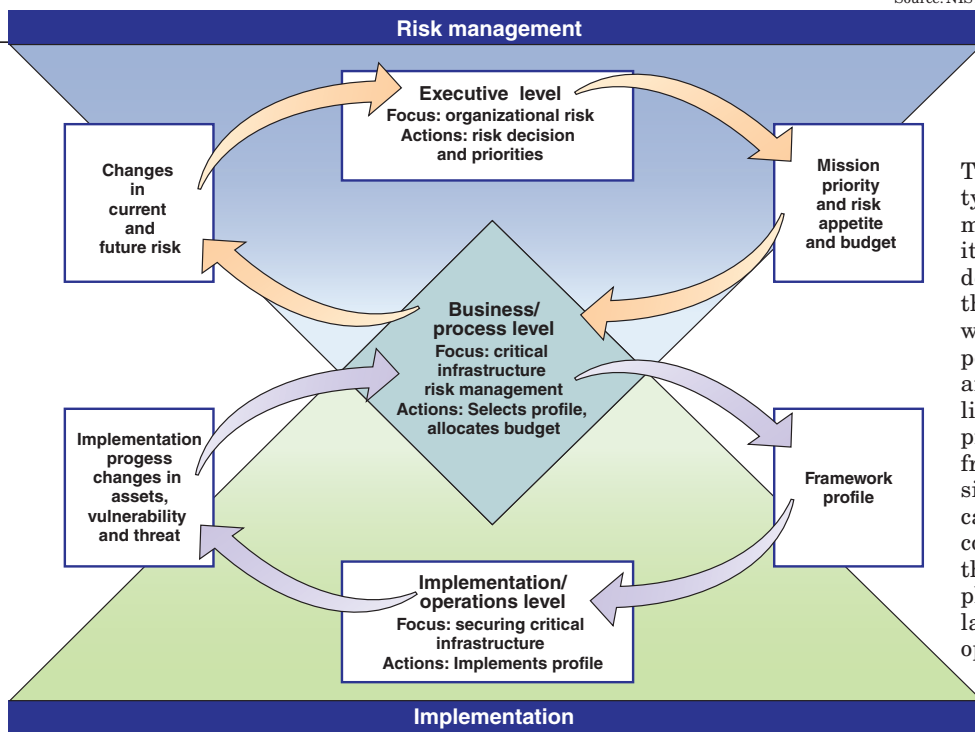 Source: NIS
Risk management
Executive level
Focus: organizational risk
Actions: risk decision
and priorities
Changes
in
current
and
future risk
Mission
priority
and risk
appetite
and budget
Business/
process level
Focus: critical
infrastructure
risk management
Actions: Selects profile,
allocates budget
Implementation
progess
changes in
assets,
vulnerability
and threat
Framework
profile
Implementation/
operations level
Focus: securing critical
infrastructure
Actions: Implements profile
Implementation